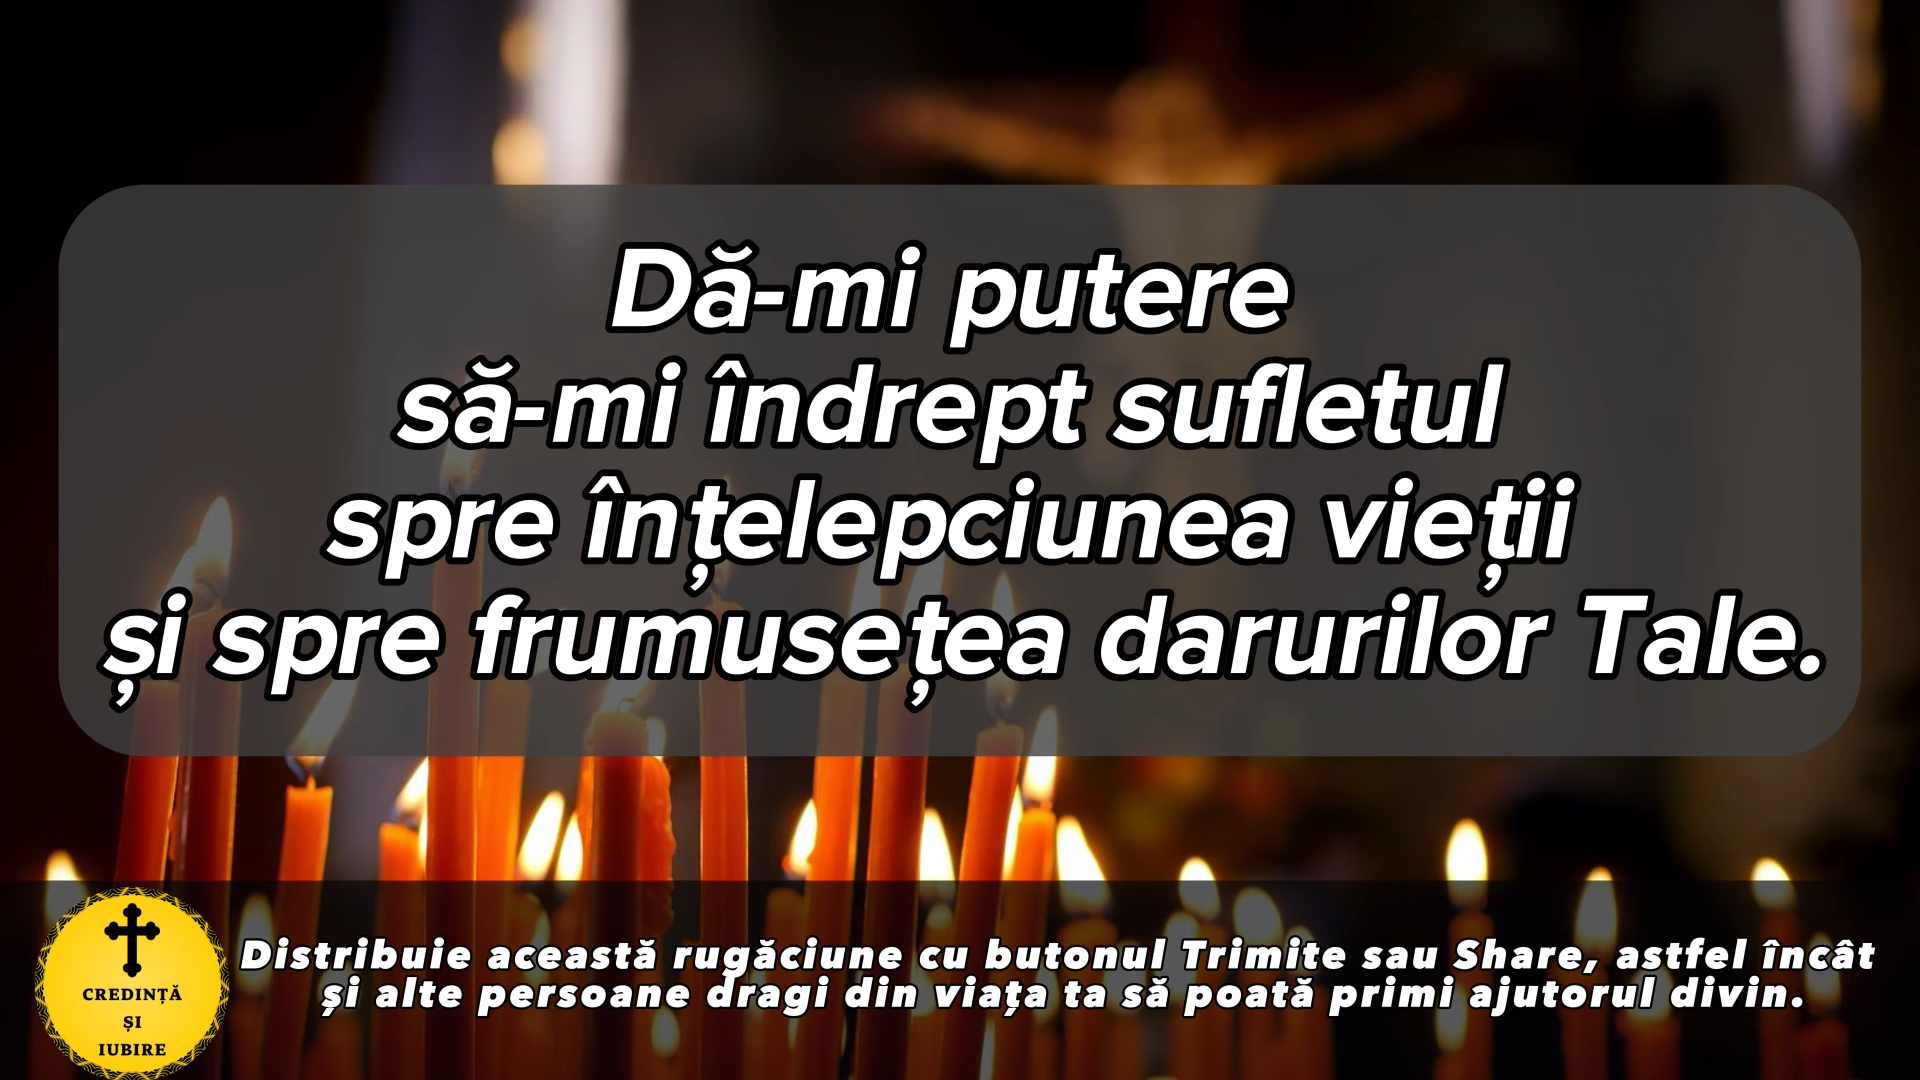 Dă-mi putere
să-mi îndrept sufletul
spre înțelepciunea vieții
și spre frumusețea darurilor Tale.
Distribuie această rugăciune cu butonul Trimite sau Share, astfel încât
și alte persoane dragi din viața ta să poată primi ajutorul divin.
CREDINȚĂ
ȘI
IUBIRE